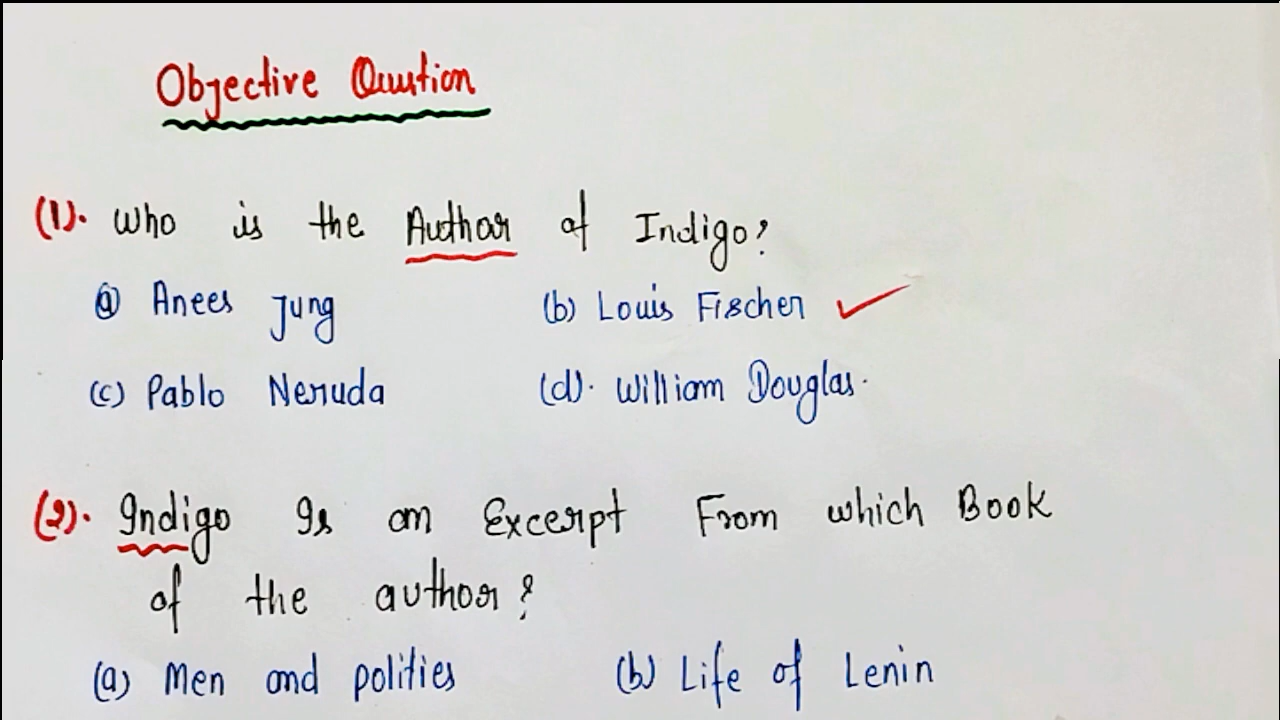 Objective Question
(1). Who is the Author of Indigo?
(a) Anees Jung (b) Louis Fischer ✓
(c) Pablo Neruda (d). William Douglas.
(2). Indigo Is an Excerpt From which Book
of the author?
(a) Men and polities (b) Life of Lenin